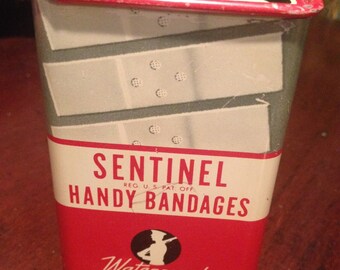 SENTINEL
REG. U.S. PAT. OFF.
HANDY BANDAGES